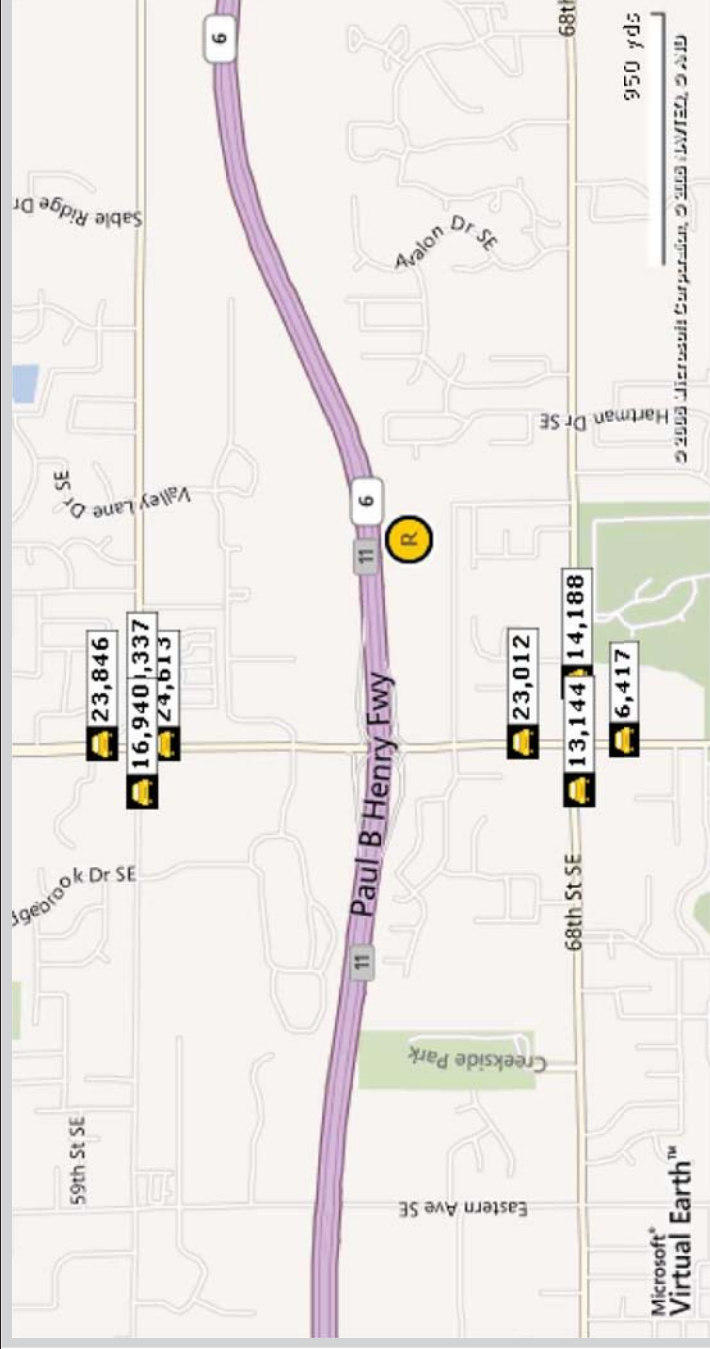 Sable Ridge Dr
6
68th
950 yds
Avalon Dr SE
Hartman Dr SE
Valley Lane Dr SE
6
11
R
23,846
16,940
,337
24,613
23,012
14,188
13,144
6,417
Paul B Henry Fwy
Dr SE
68th St SE
11
Creekside Park
59th St SE
Eastern Ave SE
Microsoft®
Virtual Earth™